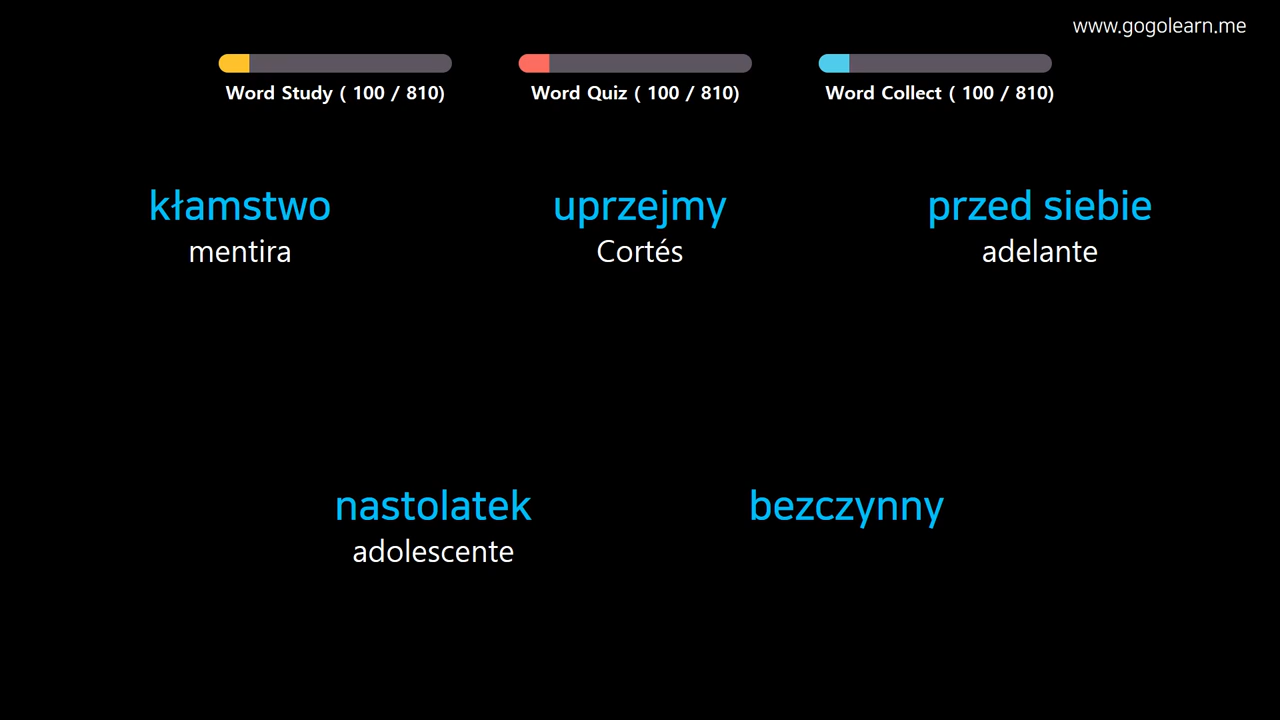 www.gogolearn.me
Word Study ( 100 / 810)
Word Quiz ( 100 / 810)
Word Collect ( 100 / 810)
kłamstwo
mentira
uprzejmy
Cortés
przed siebie
adelante
nastolatek
adolescente
bezczynny